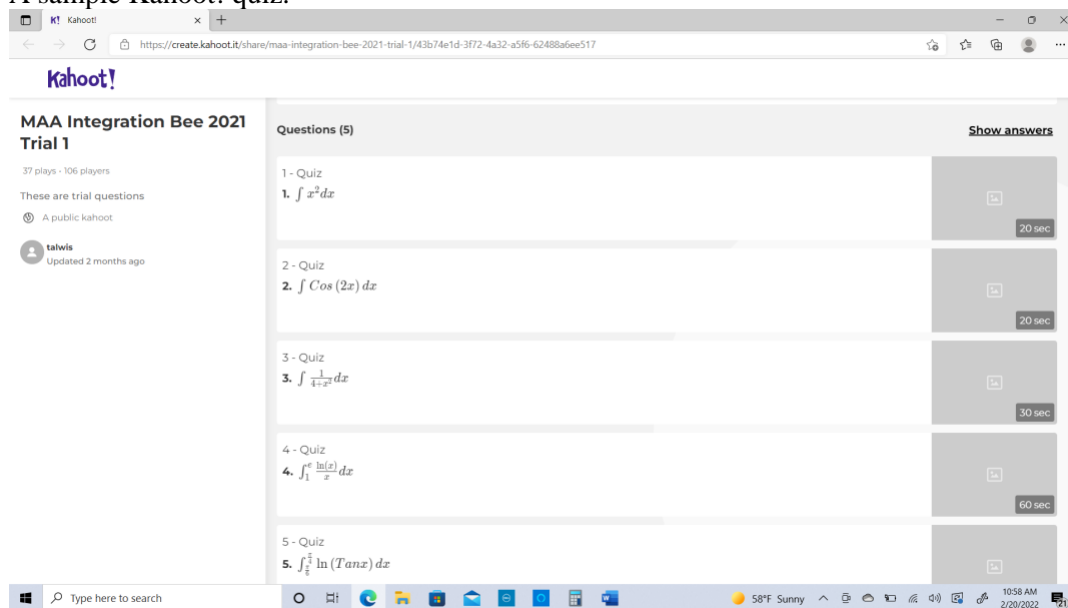 A sample Kahoot! quiz.
K! Kahoot!
https://create.kahoot.it/share/maa-integration-bee-2021-trial-1/43b74e1d-3f72-4a32-a5f6-62488a6ee517
Kahoot!
MAA Integration Bee 2021
Trial 1
37 plays · 106 players
These are trial questions
A public kahoot
talwis
Updated 2 months ago
Questions (5)
Show answers
1 - Quiz
1. ∫ x²dx
20 sec
2 - Quiz
2. ∫ Cos (2x) dx
20 sec
3 - Quiz
3. ∫ 1/(4+x²) dx
30 sec
4 - Quiz
4. ∫₁ᵉ ln(x)/x dx
60 sec
5 - Quiz
ln (Tanx) dx
Type here to search
58°F Sunny
10:58 AM
2/20/2022
21